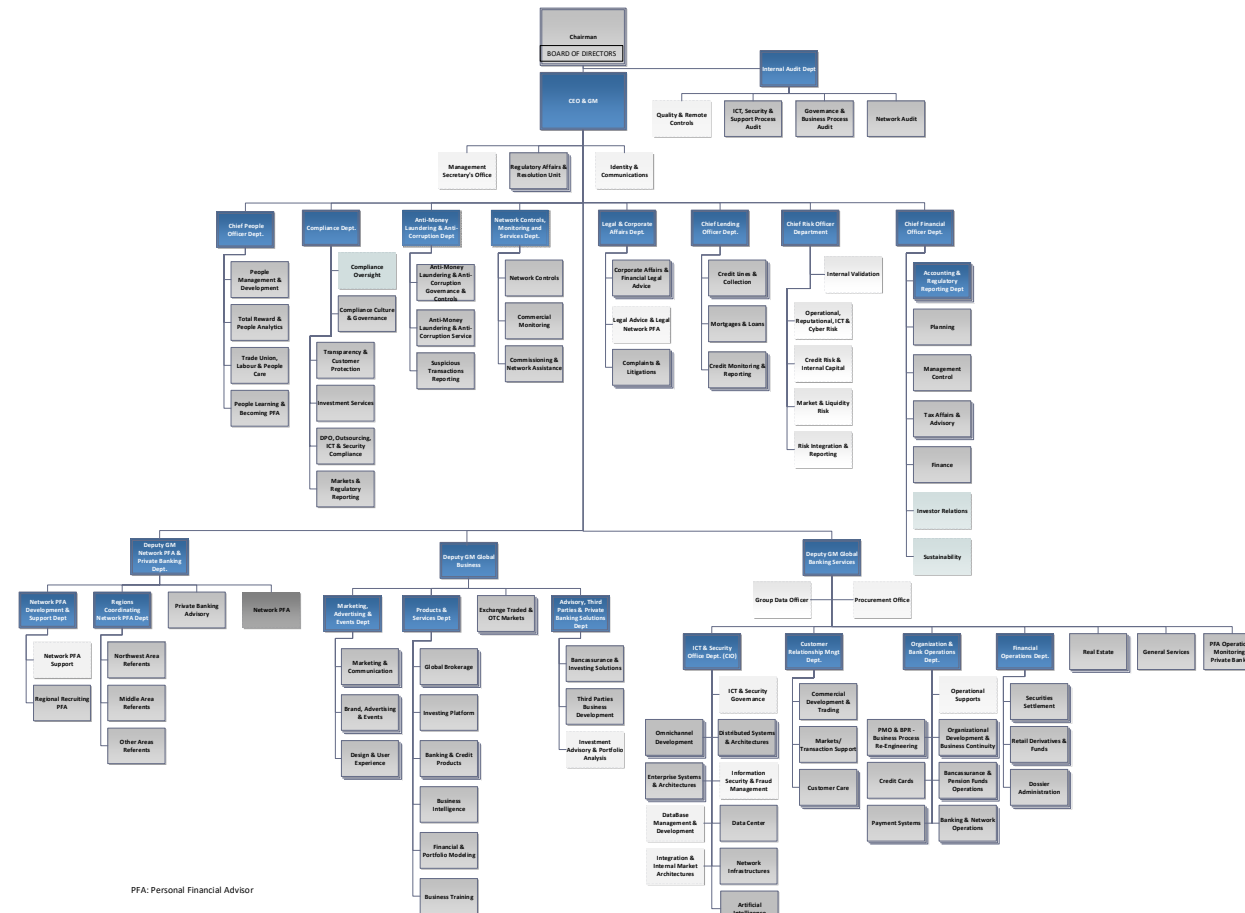 Chairman
BOARD OF DIRECTORS
Internal Audit Dept
CEO & GM
Quality & Remote
Controls
ICT, Security &
Support Process
Audit
Governance &
Business Process
Audit
Network Audit
Management
Secretary's Office
Regulatory Affairs &
Resolution Unit
Identity &
Communications
Chief People
Officer Dept.
Compliance Dept.
Anti-Money
Laundering & Anti-
Corruption Dept
Network Controls,
Monitoring and
Services Dept.
Legal & Corporate
Affairs Dept.
Chief Lending
Officer Dept.
Chief Risk Officer
Department
Chief Financial
Officer Dept.
People
Management &
Development
Total Reward &
People Analytics
Trade Union,
Labour & People
Care
People Learning &
Becoming PFA
Compliance
Oversight
Compliance Culture
& Governance
Transparency &
Customer
Protection
Investment Services
DPO, Outsourcing,
ICT & Security
Compliance
Markets &
Regulatory
Reporting
Anti-Money
Laundering & Anti-
Corruption
Governance &
Controls
Anti-Money
Laundering & Anti-
Corruption Service
Suspicious
Transactions
Reporting
Network Controls
Commercial
Monitoring
Commissioning &
Network Assistance
Corporate Affairs &
Financial Legal
Advice
Legal Advice & Legal
Network PFA
Complaints &
Litigations
Credit Lines &
Collection
Mortgages & Loans
Credit Monitoring &
Reporting
Internal Validation
Operational,
Reputational, ICT &
Cyber Risk
Credit Risk &
Internal Capital
Market & Liquidity
Risk
Risk Integration &
Reporting
Accounting &
Regulatory
Reporting Dept
Planning
Management
Control
Tax Affairs &
Advisory
Finance
Investor Relations
Sustainability
Deputy GM
Network PFA &
Private Banking
Dept.
Deputy GM Global
Business
Deputy GM Global
Banking Services
Network PFA
Development &
Support Dept
Regions
Coordinating
Network PFA Dept
Private Banking
Advisory
Network PFA
Network PFA
Support
Regional Recruiting
PFA
Northwest Area
Referents
Middle Area
Referents
Other Areas
Referents
Marketing,
Advertising &
Events Dept
Products &
Services Dept
Exchange Traded &
OTC Markets
Advisory, Third
Parties & Private
Banking Solutions
Dept
Marketing &
Communication
Brand, Advertising
& Events
Design & User
Experience
Global Brokerage
Investing Platform
Banking & Credit
Products
Business
Intelligence
Financial &
Portfolio Modeling
Business Training
Bancassurance &
Investing Solutions
Third Parties
Business
Development
Investment
Advisory & Portfolio
Analysis
Group Data Officer
Procurement Office
ICT & Security
Office Dept. (CIO)
Customer
Relationship Mngt
Dept.
Organization &
Bank Operations
Dept.
Financial
Operations Dept.
Real Estate
General Services
PFA Operatio
Monitoring
Private Bank
ICT & Security
Governance
Omnichannel
Development
Distributed Systems
& Architectures
Enterprise Systems
& Architectures
Information
Security & Fraud
Management
DataBase
Management &
Development
Data Center
Integration &
Internal Market
Architectures
Network
Infrastructures
Artificial
Intelligence
Commercial
Development &
Trading
Markets/
Transaction Support
Customer Care
Operational
Supports
PMO & BPR -
Business Process
Re-Engineering
Organizational
Development &
Business Continuity
Credit Cards
Bancassurance &
Pension Funds
Operations
Payment Systems
Banking & Network
Operations
Securities
Settlement
Retail Derivatives &
Funds
Dossier
Administration
PFA: Personal Financial Advisor